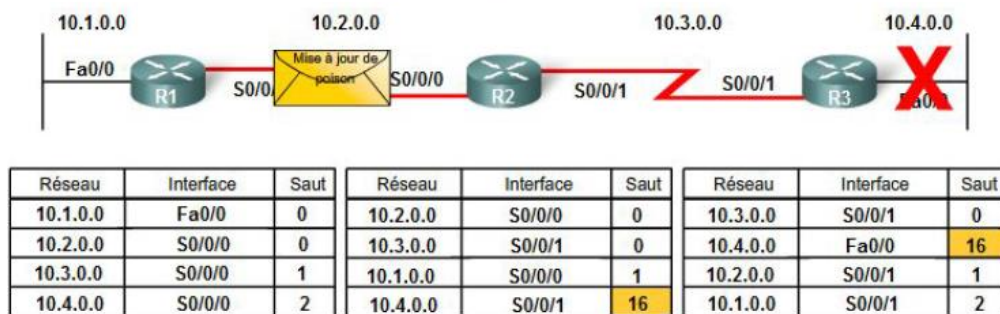 10.1.0.0 10.2.0.0 10.3.0.0 10.4.0.0
Mise à jour de
poison
Fa0/0 S0/0/ S0/0/0 S0/0/1 S0/0/1 Fa0/0
R1 R2 R3
Réseau Interface Saut Réseau Interface Saut Réseau Interface Saut
10.1.0.0 Fa0/0 0 10.2.0.0 S0/0/0 0 10.3.0.0 S0/0/1 0
10.2.0.0 S0/0/0 0 10.3.0.0 S0/0/1 0 10.4.0.0 Fa0/0 16
10.3.0.0 S0/0/0 1 10.1.0.0 S0/0/0 1 10.2.0.0 S0/0/1 1
10.4.0.0 S0/0/0 2 10.4.0.0 S0/0/1 16 10.1.0.0 S0/0/1 2